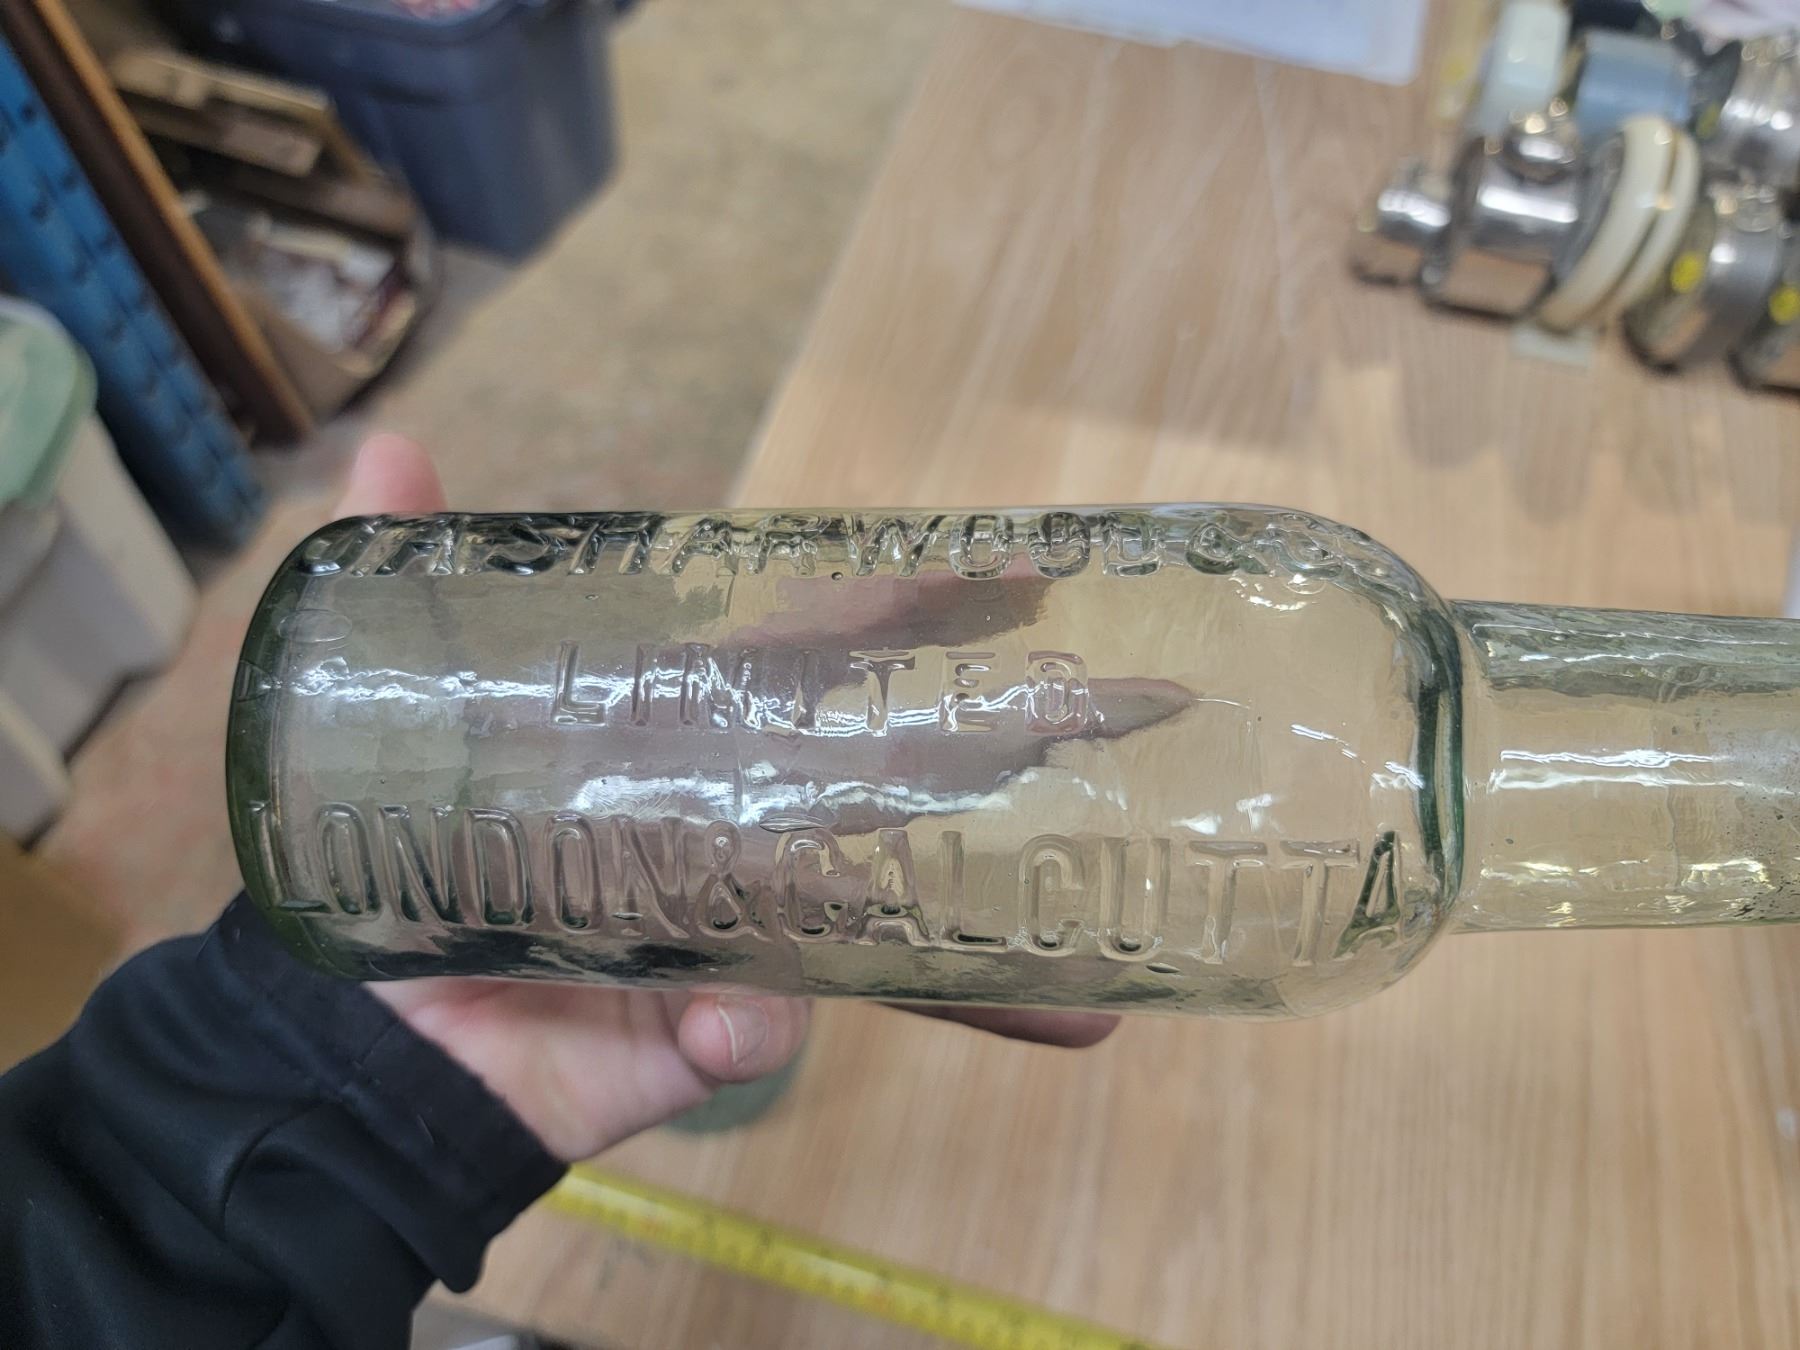 J.A. SHARWOOD & Co
LIMITED
LONDON & CALCUTTA